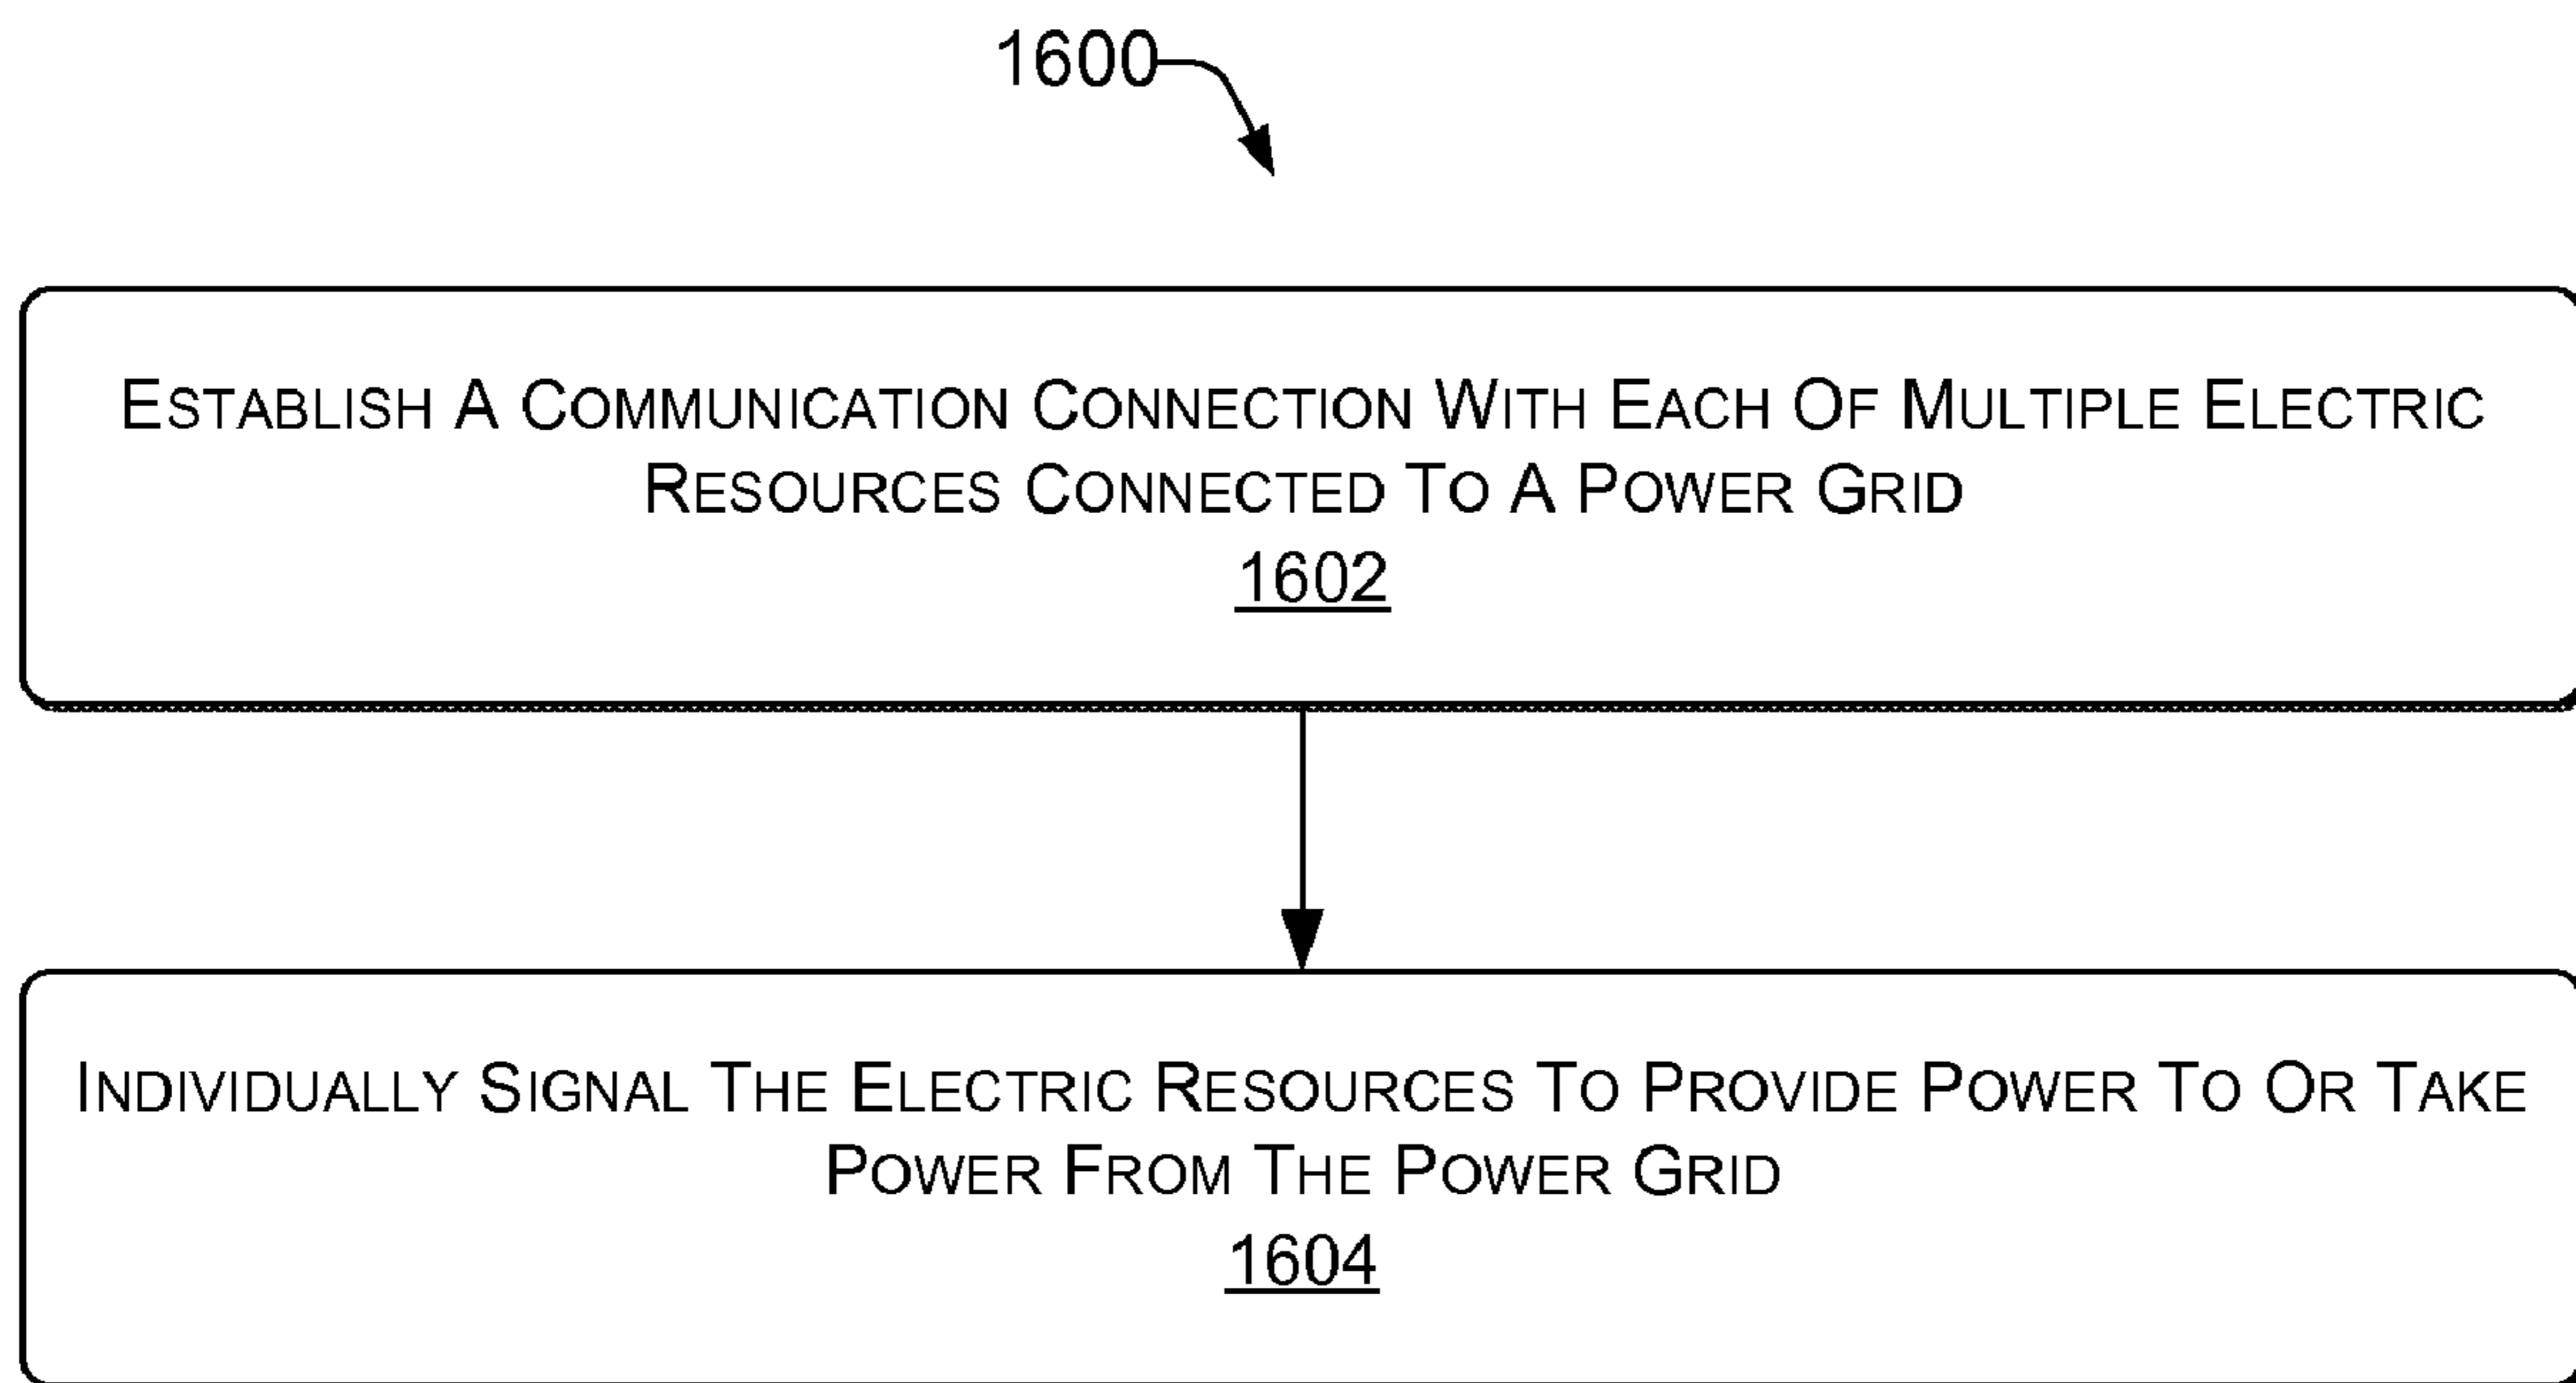 1600
ESTABLISH A COMMUNICATION CONNECTION WITH EACH OF MULTIPLE ELECTRIC
RESOURCES CONNECTED TO A POWER GRID
1602
INDIVIDUALLY SIGNAL THE ELECTRIC RESOURCES TO PROVIDE POWER TO OR TAKE
POWER FROM THE POWER GRID
1604